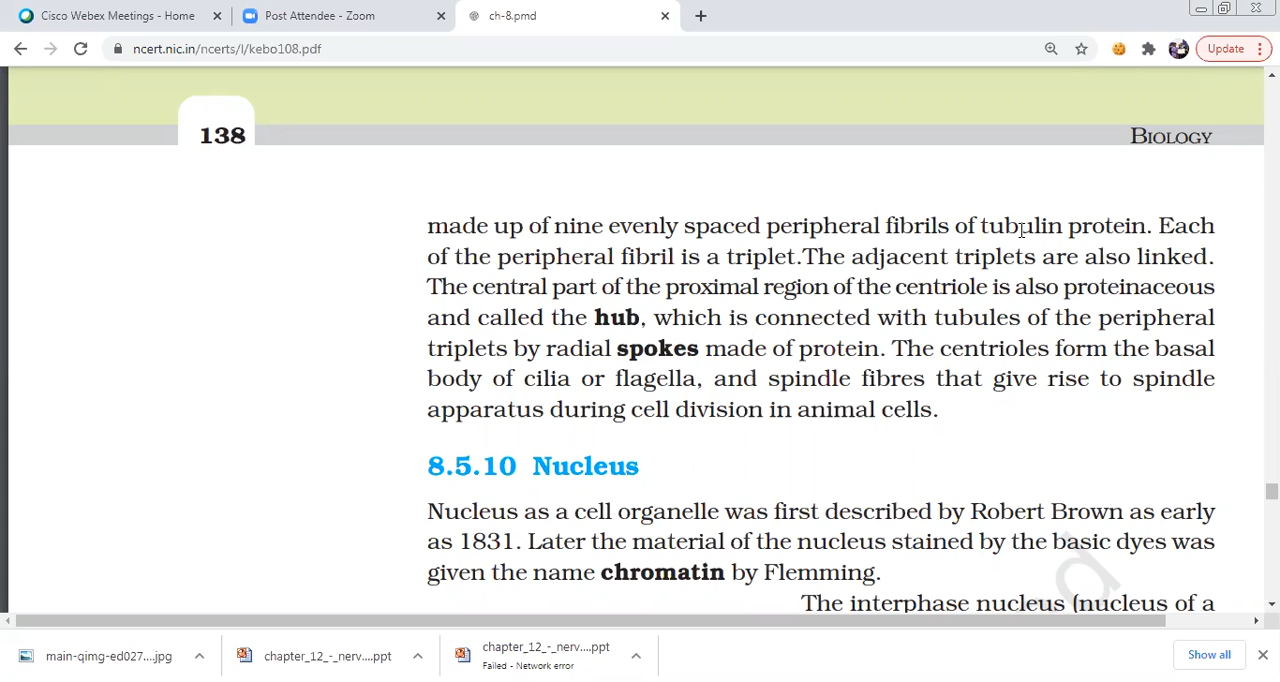 Cisco Webex Meetings - Home
Post Attendee - Zoom
ch-8.pmd
ncert.nic.in/ncerts/l/kebo108.pdf
Update
138
BIOLOGY
made up of nine evenly spaced peripheral fibrils of tubulin protein. Each
of the peripheral fibril is a triplet.The adjacent triplets are also linked.
The central part of the proximal region of the centriole is also proteinaceous
and called the hub, which is connected with tubules of the peripheral
triplets by radial spokes made of protein. The centrioles form the basal
body of cilia or flagella, and spindle fibres that give rise to spindle
apparatus during cell division in animal cells.
8.5.10 Nucleus
Nucleus as a cell organelle was first described by Robert Brown as early
as 1831. Later the material of the nucleus stained by the basic dyes was
given the name chromatin by Flemming.
d
The interphase nucleus (nucleus of a
main-qimg-ed027....jpg
chapter_12_-_nerv....ppt
chapter_12_-_nerv....ppt
Failed - Network error
Show all